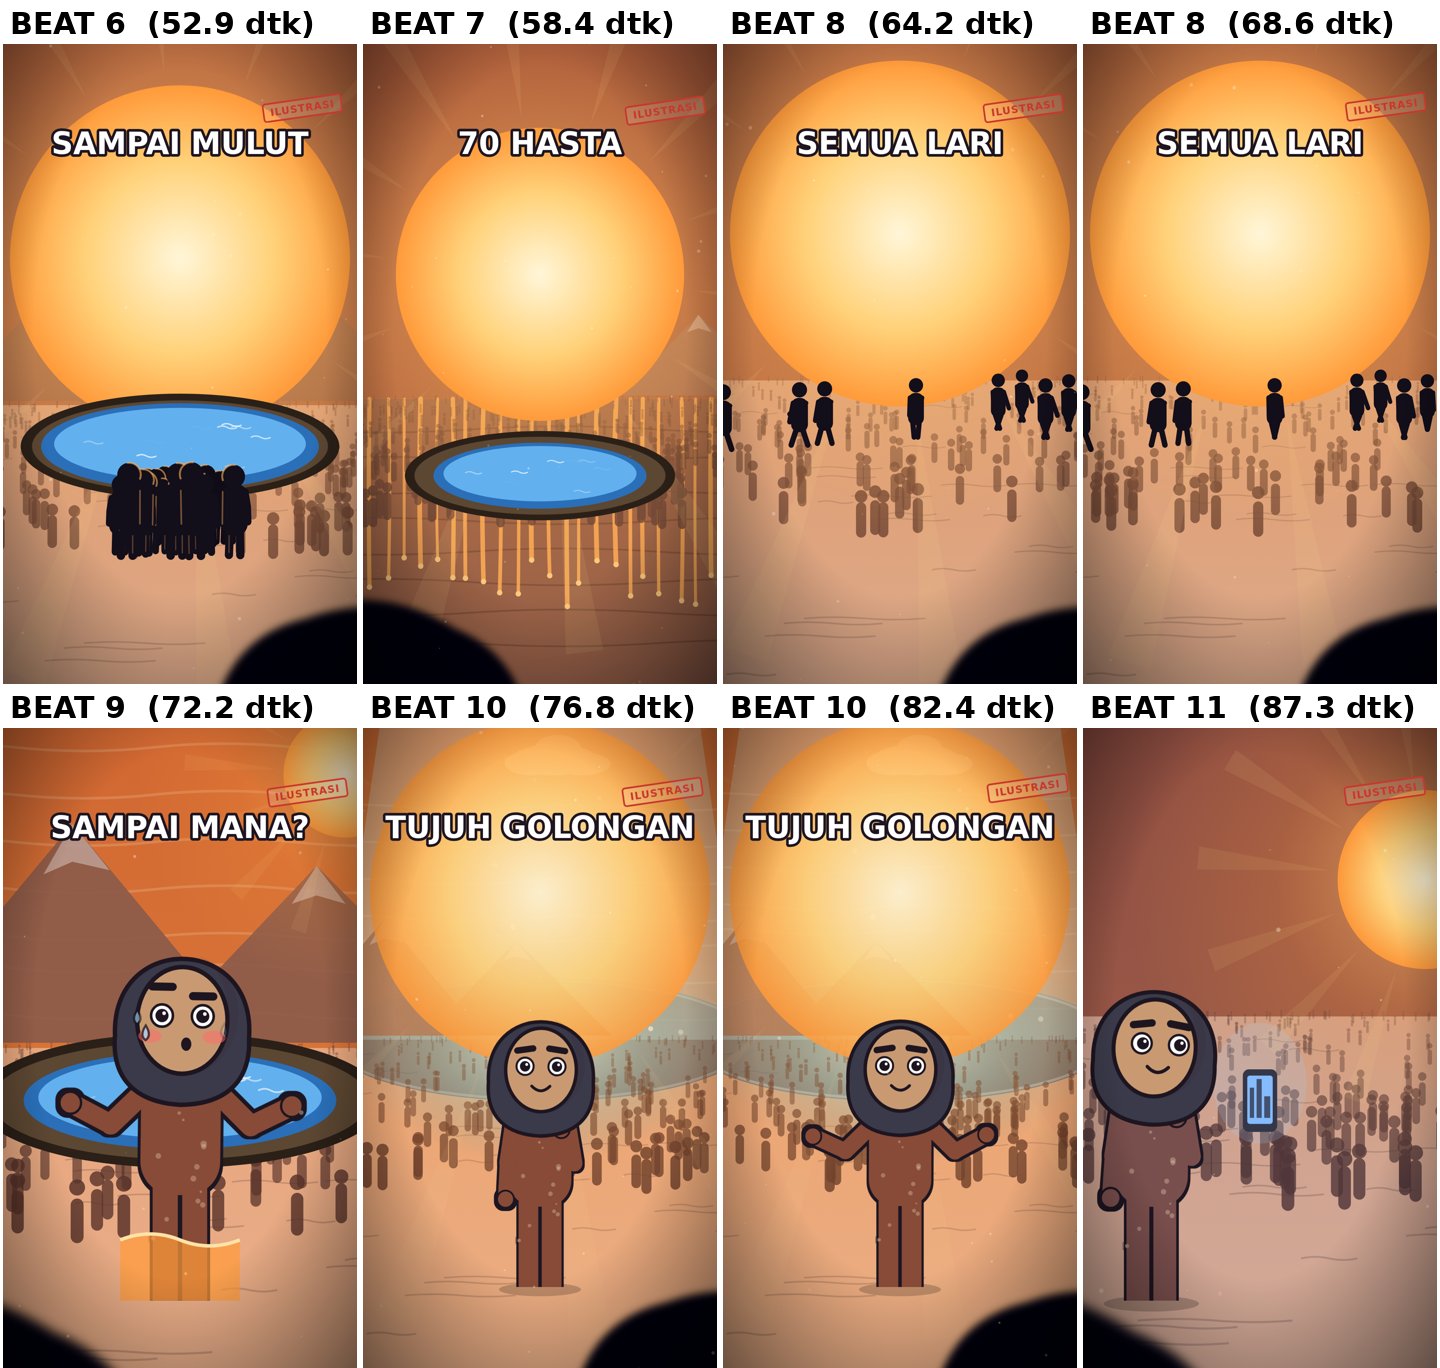 BEAT 6 (52.9 dtk)
ILUSTRASI
SAMPAI MULUT
BEAT 7 (58.4 dtk)
ILUSTRASI
70 HASTA
BEAT 8 (64.2 dtk)
ILUSTRASI
SEMUA LARI
BEAT 8 (68.6 dtk)
ILUSTRASI
SEMUA LARI
BEAT 9 (72.2 dtk)
ILUSTRASI
SAMPAI MANA?
BEAT 10 (76.8 dtk)
ILUSTRASI
TUJUH GOLONGAN
BEAT 10 (82.4 dtk)
ILUSTRASI
TUJUH GOLONGAN
BEAT 11 (87.3 dtk)
ILUSTRASI